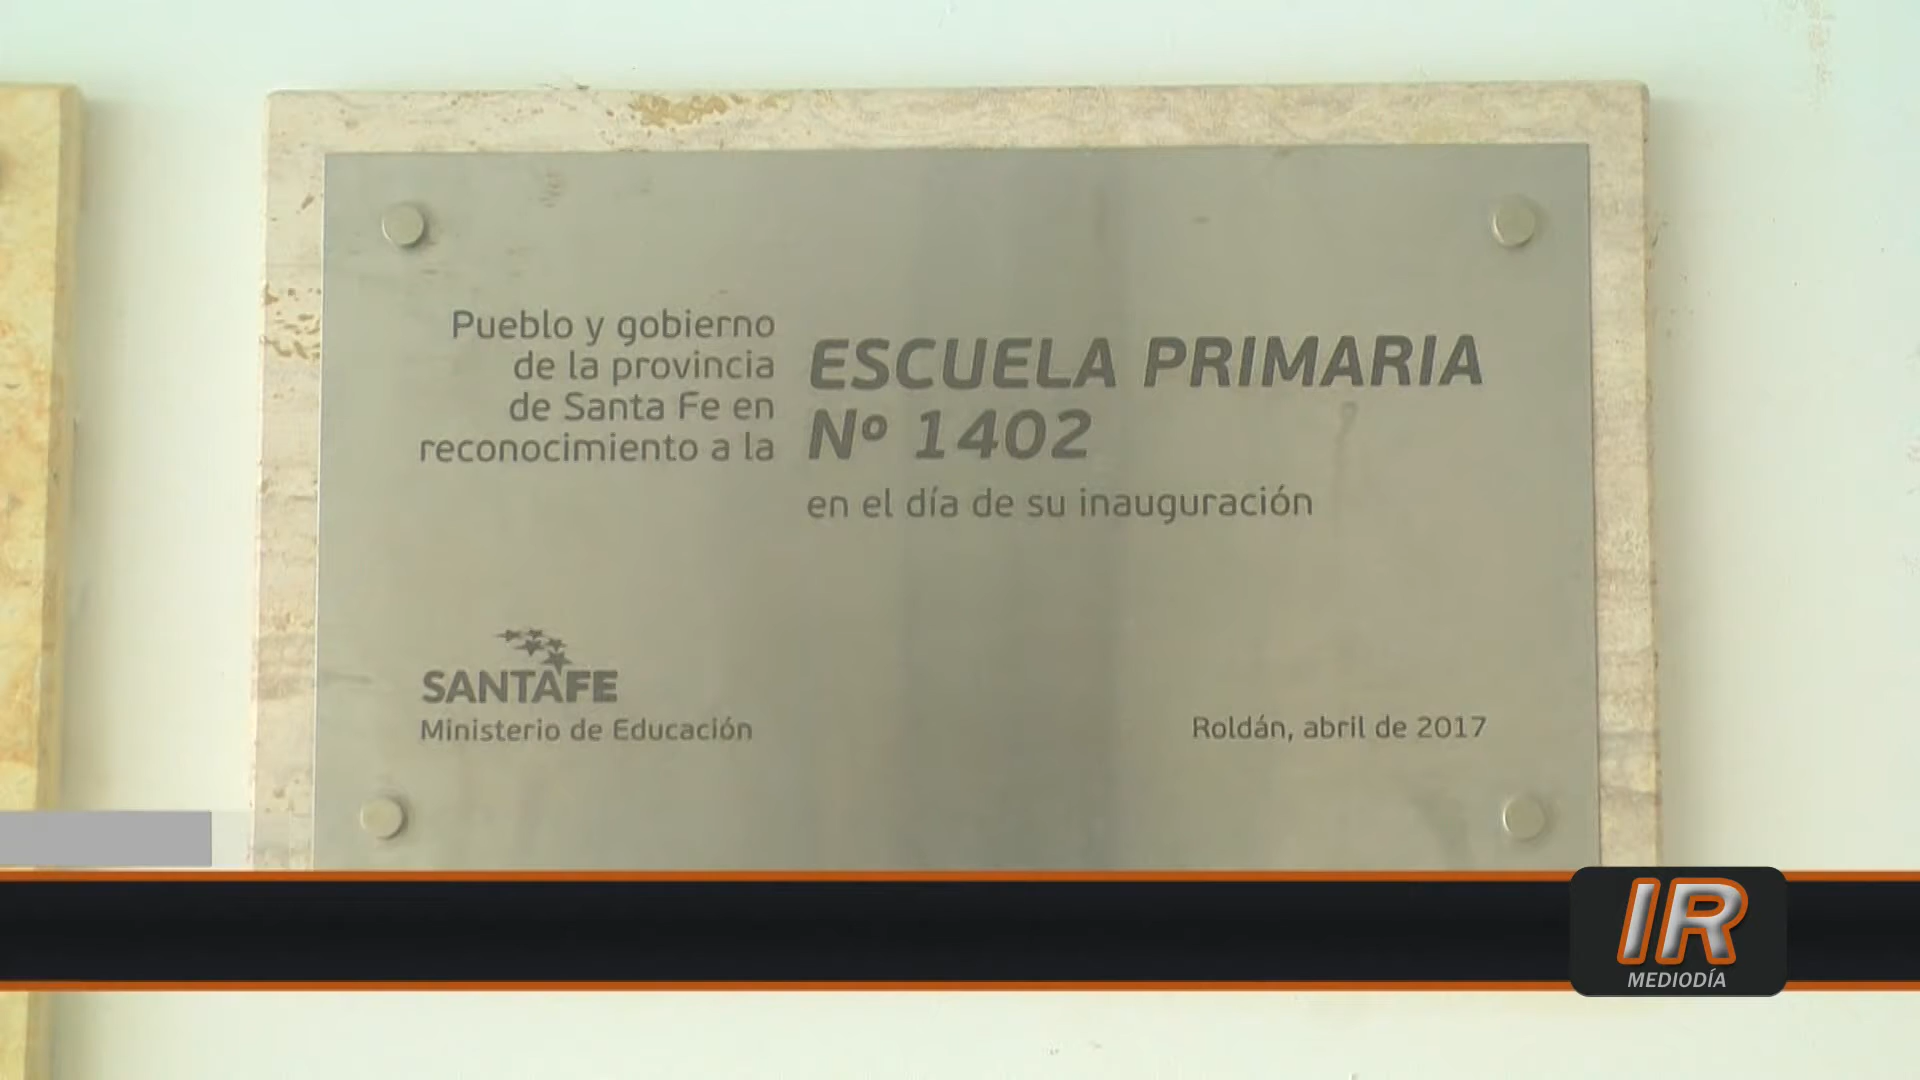 Pueblo y gobierno
de la provincia
de Santa Fe en
reconocimiento a la
ESCUELA PRIMARIA
Nº 1402
en el día de su inauguración
SANTAFE
Ministerio de Educación
Roldán, abril de 2017
IR
MEDIODÍA